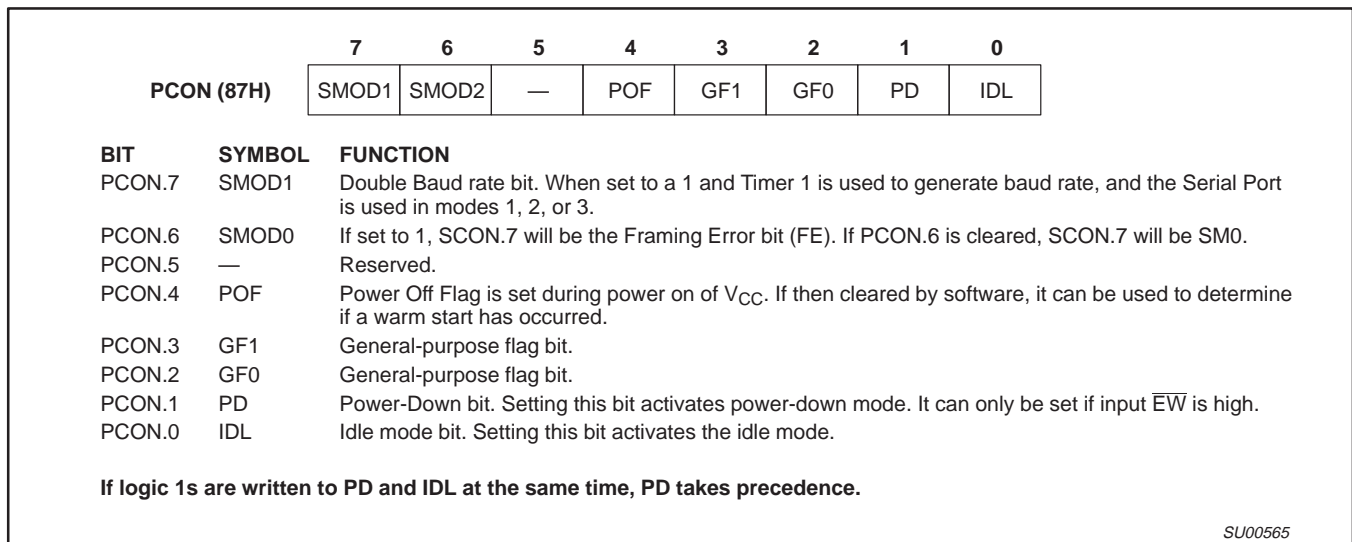 7 6 5 4 3 2 1 0
PCON (87H) SMOD1 SMOD2 — POF GF1 GF0 PD IDL
BIT SYMBOL FUNCTION
PCON.7 SMOD1 Double Baud rate bit. When set to a 1 and Timer 1 is used to generate baud rate, and the Serial Port
is used in modes 1, 2, or 3.
PCON.6 SMOD0 If set to 1, SCON.7 will be the Framing Error bit (FE). If PCON.6 is cleared, SCON.7 will be SM0.
PCON.5 — Reserved.
PCON.4 POF Power Off Flag is set during power on of VCC. If then cleared by software, it can be used to determine
if a warm start has occurred.
PCON.3 GF1 General-purpose flag bit.
PCON.2 GF0 General-purpose flag bit.
PCON.1 PD Power-Down bit. Setting this bit activates power-down mode. It can only be set if input E̅W̅ is high.
PCON.0 IDL Idle mode bit. Setting this bit activates the idle mode.
If logic 1s are written to PD and IDL at the same time, PD takes precedence.
SU00565